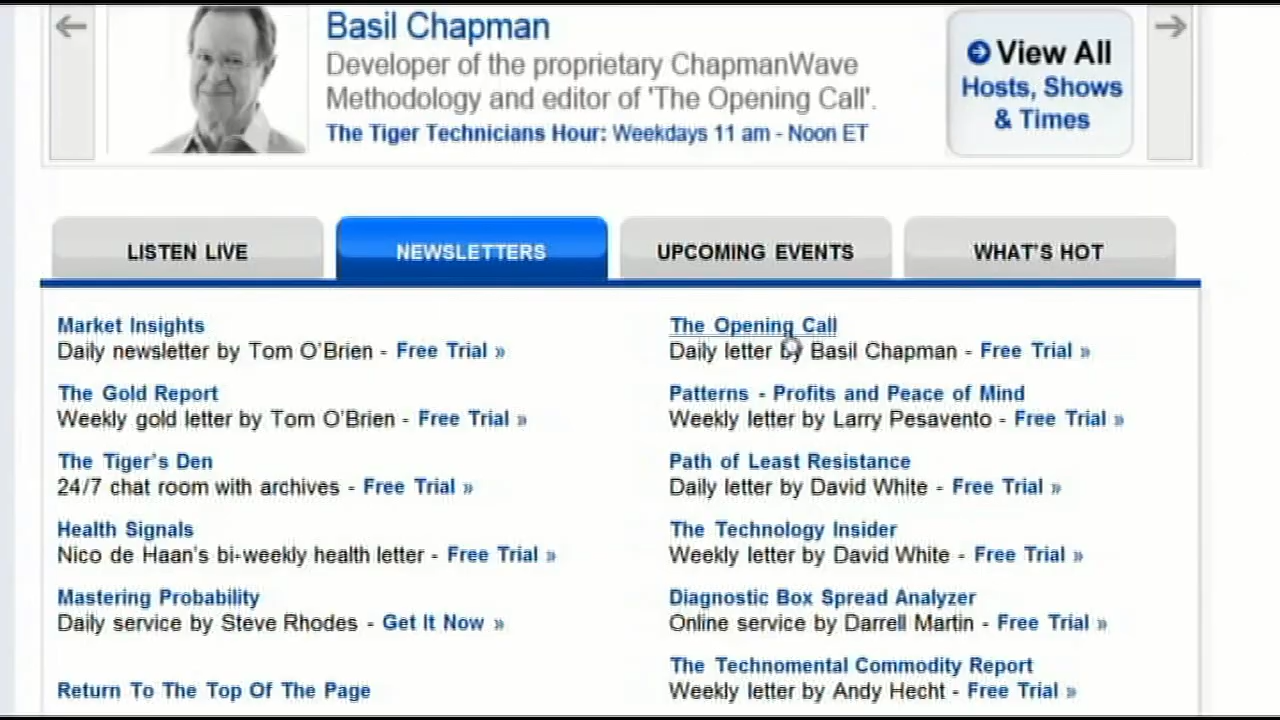 Basil Chapman
Developer of the proprietary ChapmanWave
Methodology and editor of 'The Opening Call'.
The Tiger Technicians Hour: Weekdays 11 am - Noon ET
View All
Hosts, Shows
& Times
LISTEN LIVE
NEWSLETTERS
UPCOMING EVENTS
WHAT'S HOT
Market Insights
Daily newsletter by Tom O'Brien - Free Trial »
The Gold Report
Weekly gold letter by Tom O'Brien - Free Trial »
The Tiger's Den
24/7 chat room with archives - Free Trial »
Health Signals
Nico de Haan's bi-weekly health letter - Free Trial »
Mastering Probability
Daily service by Steve Rhodes - Get It Now »
Return To The Top Of The Page
The Opening Call
Daily letter by Basil Chapman - Free Trial »
Patterns - Profits and Peace of Mind
Weekly letter by Larry Pesavento - Free Trial »
Path of Least Resistance
Daily letter by David White - Free Trial »
The Technology Insider
Weekly letter by David White - Free Trial »
Diagnostic Box Spread Analyzer
Online service by Darrell Martin - Free Trial »
The Technomental Commodity Report
Weekly letter by Andy Hecht - Free Trial »